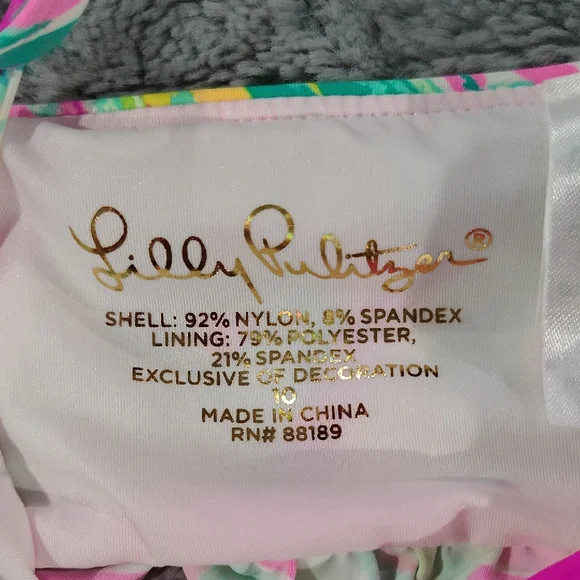 Lilly Pulitzer®
SHELL: 92% NYLON, 8% SPANDEX
LINING: 79% POLYESTER,
21% SPANDEX
EXCLUSIVE OF DECORATION
10
MADE IN CHINA
RN# 88189